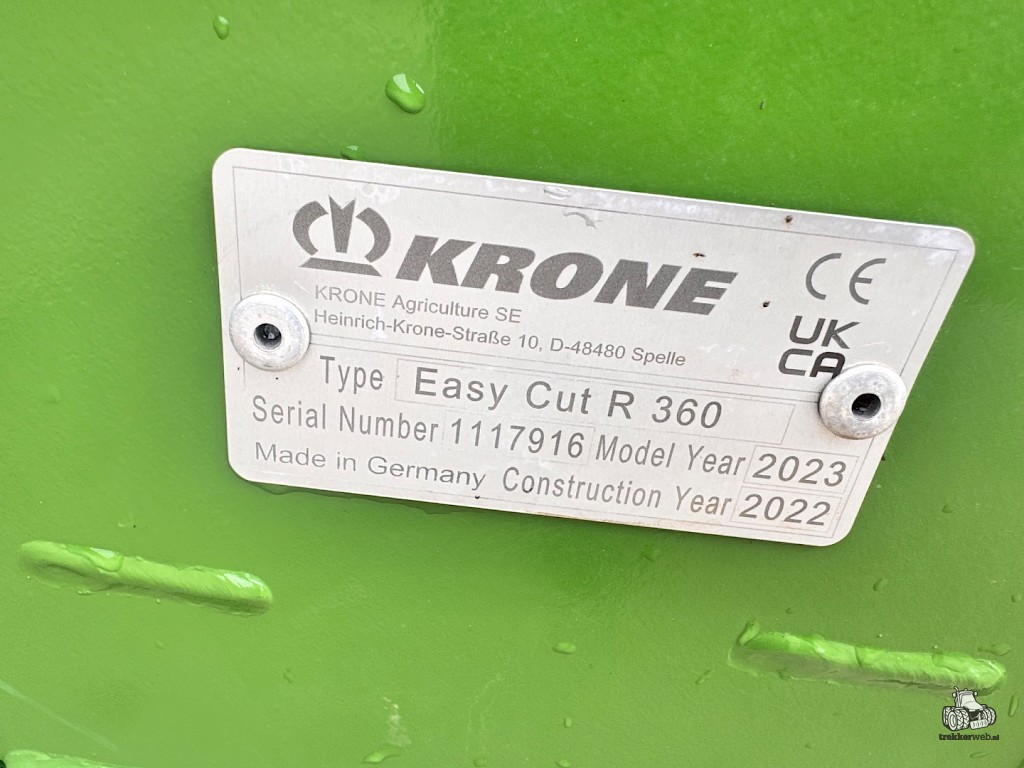 KRONE
KRONE Agriculture SE
Heinrich-Krone-Straße 10, D-48480 Spelle
CE
UK
CA
Type Easy Cut R 360
Serial Number 1117916 Model Year 2023
Made in Germany Construction Year 2022
trekkerweb.nl